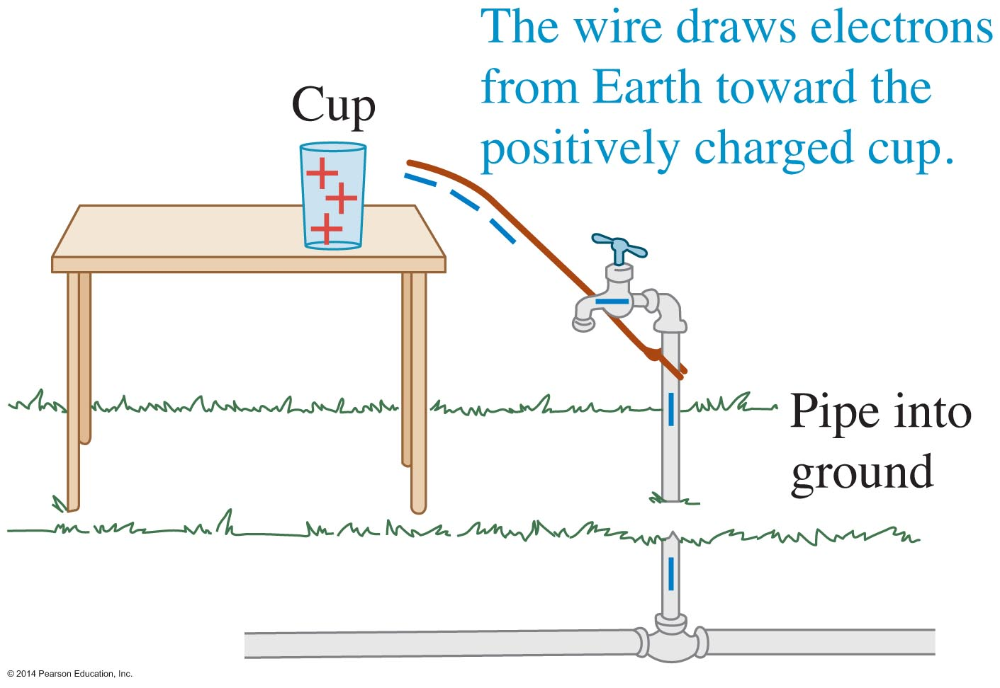 The wire draws electrons
from Earth toward the
positively charged cup.
Cup
Pipe into
ground
© 2014 Pearson Education, Inc.